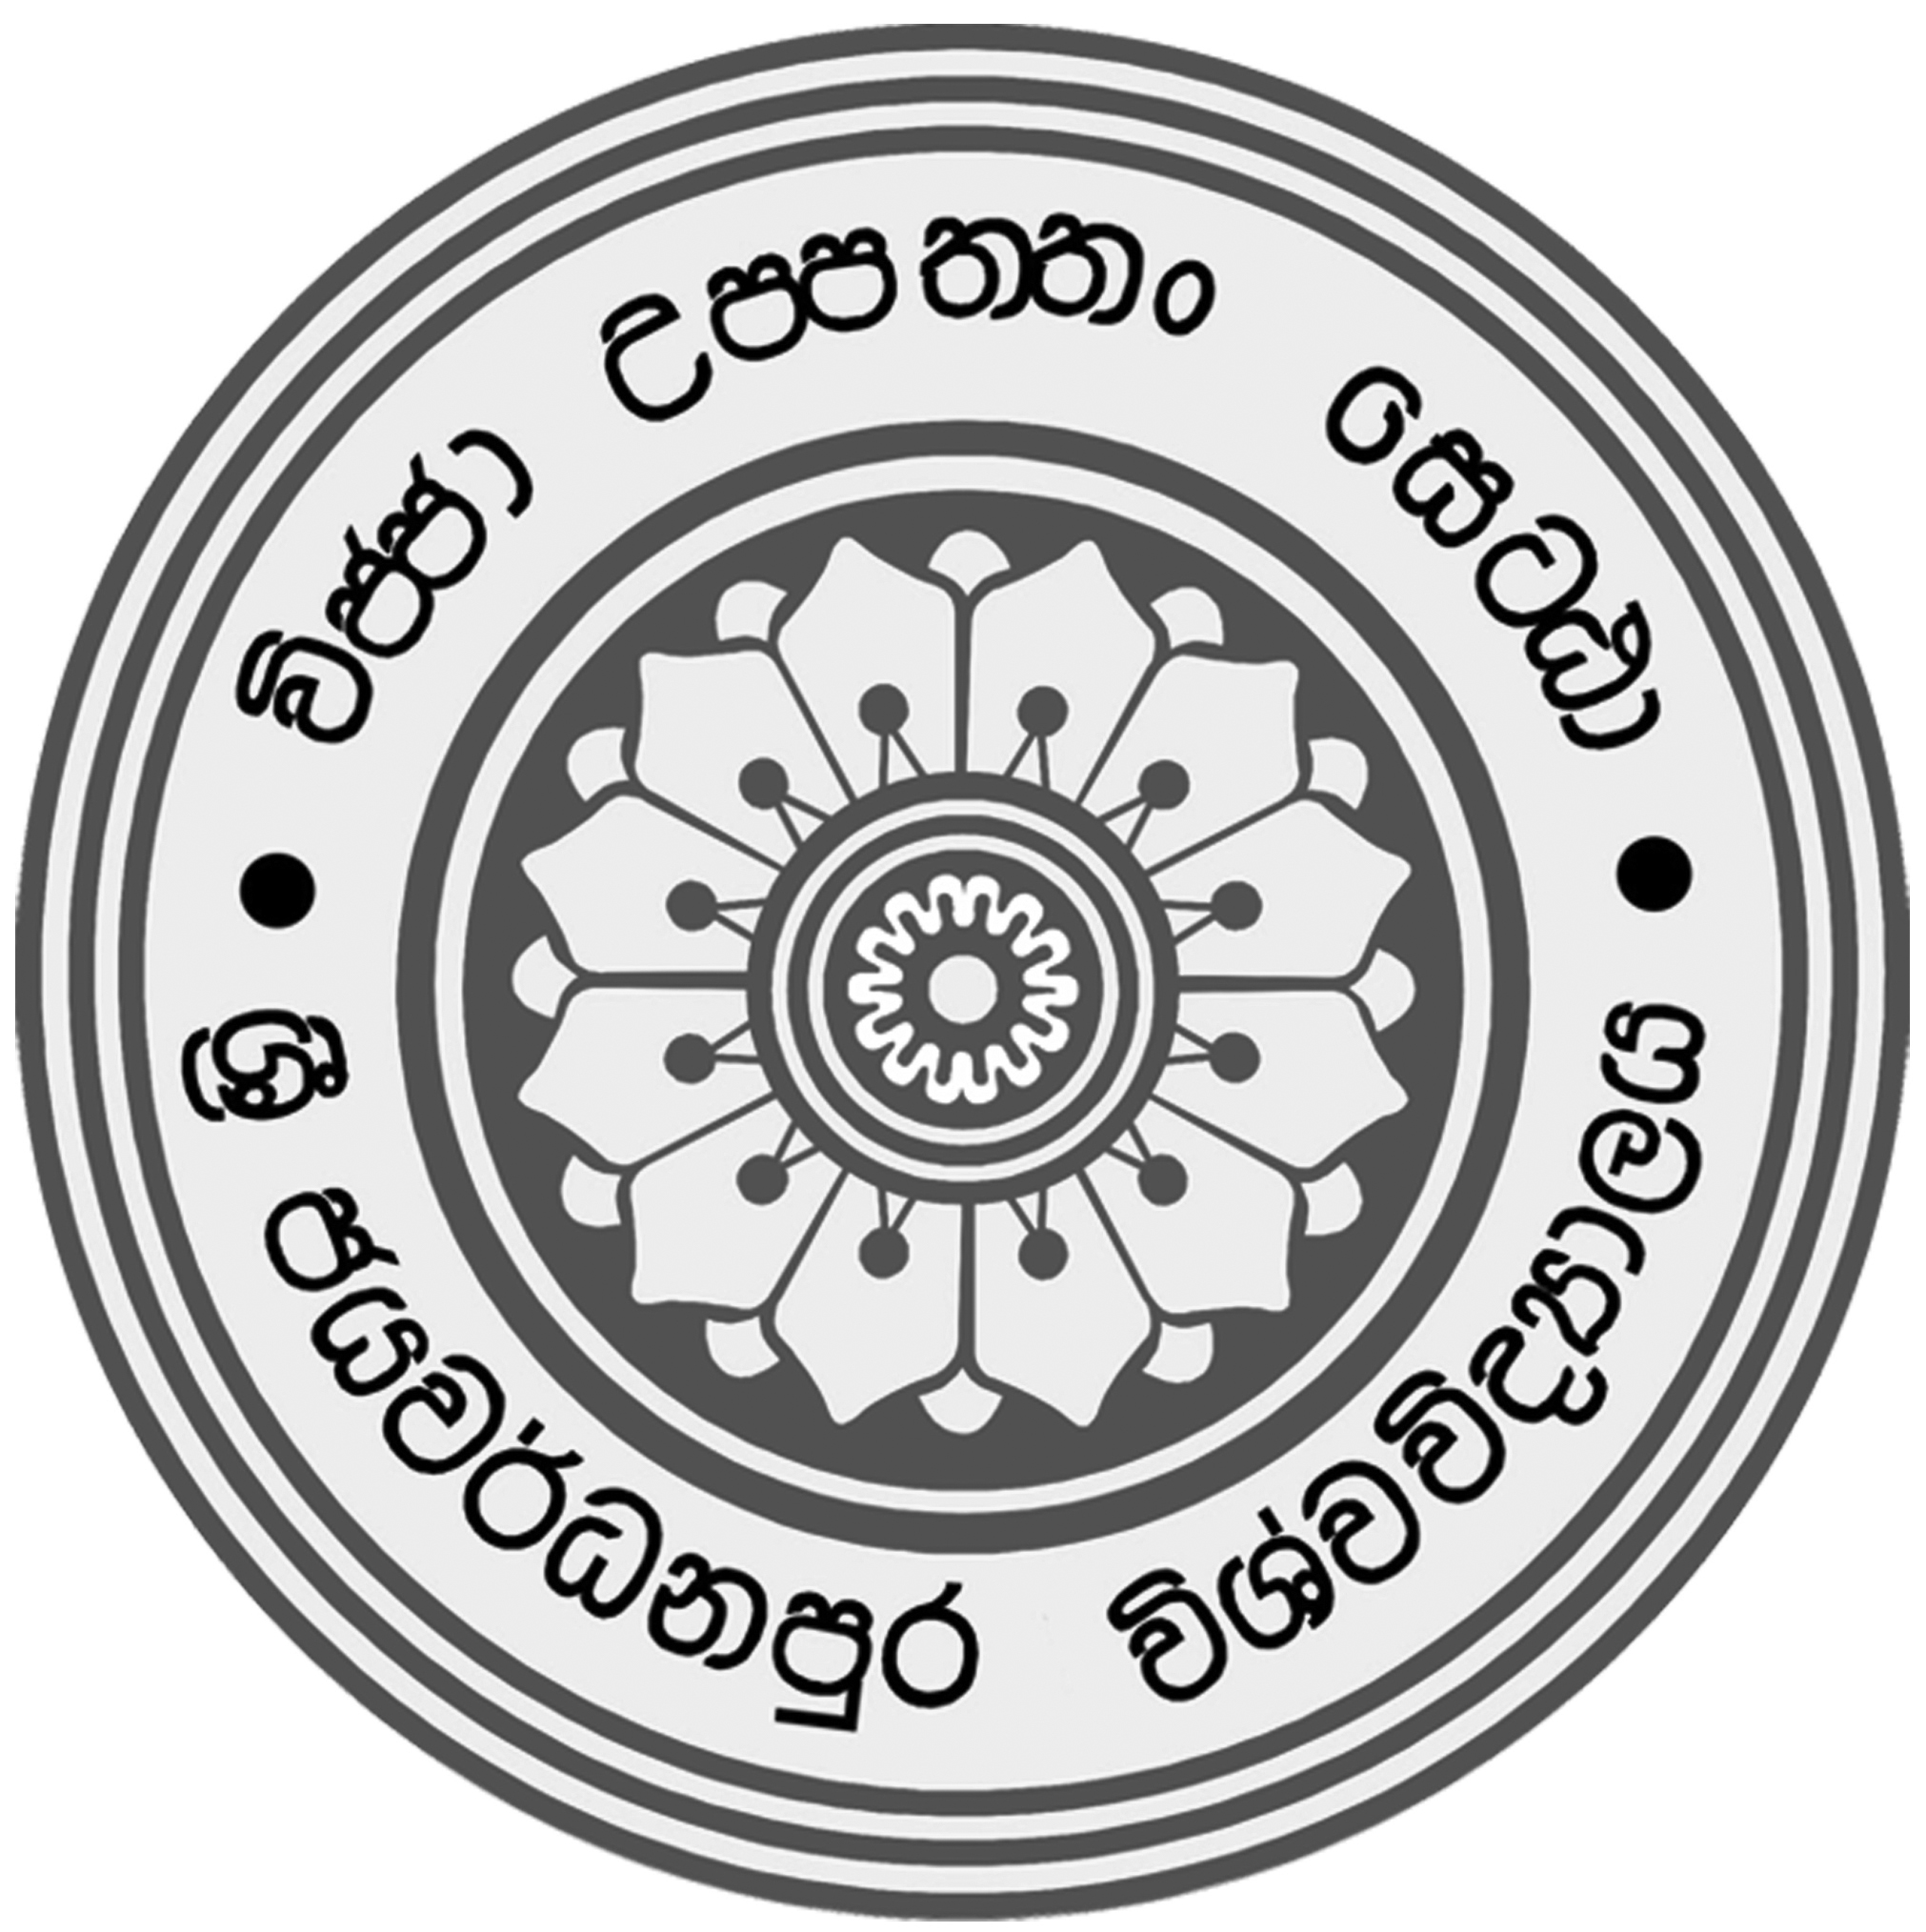 විජ්ජා උප්පත්තං සෙට්ඨා
ශ්‍රී ජයවර්ධනපුර විශ්වවිද්‍යාලය